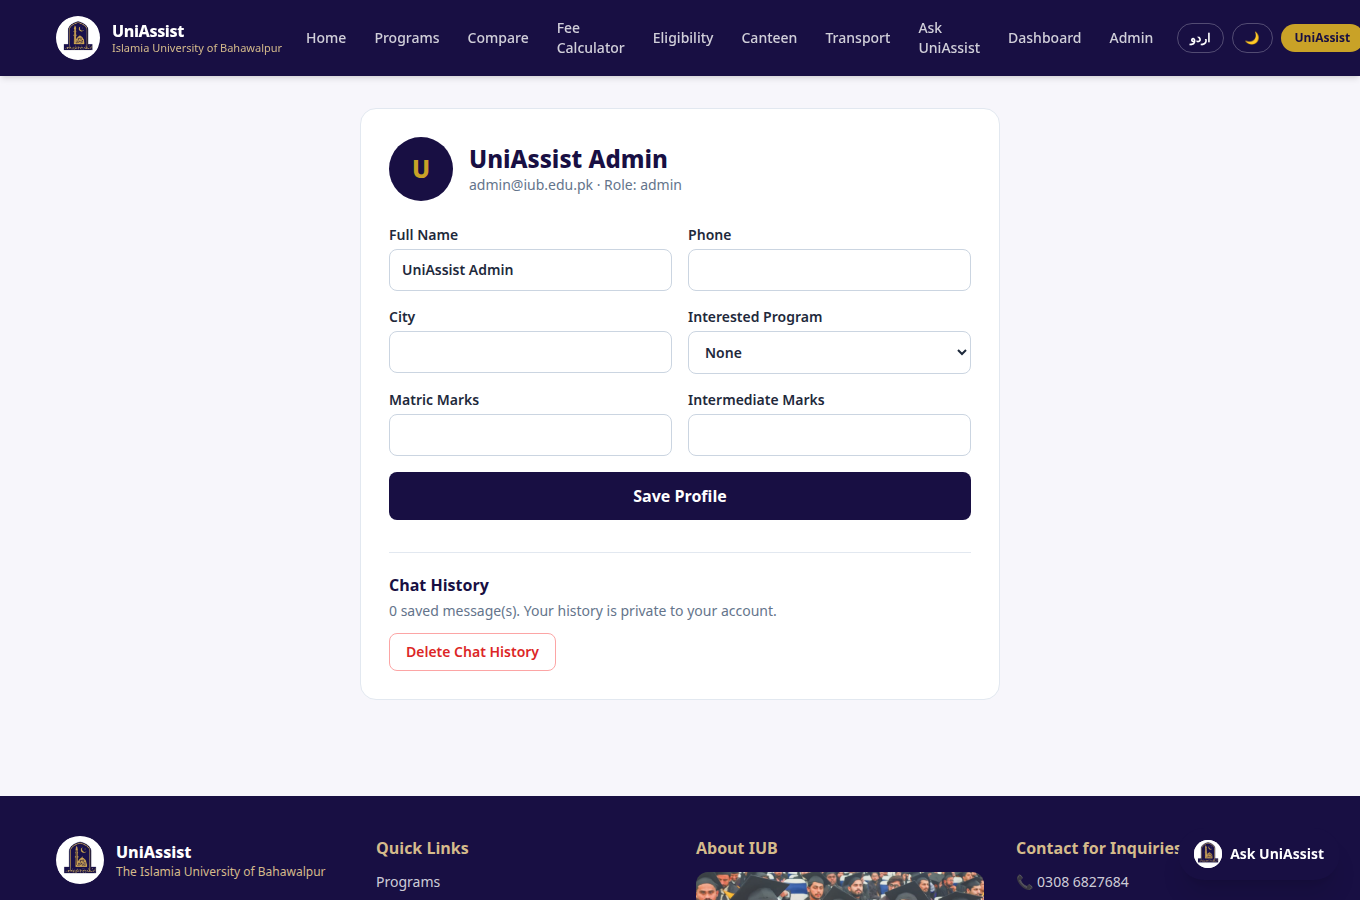 UniAssist
Islamia University of Bahawalpur
Home
Programs
Compare
Fee
Calculator
Eligibility
Canteen
Transport
Ask
UniAssist
Dashboard
Admin
اردو
UniAssist
U
UniAssist Admin
admin@iub.edu.pk · Role: admin
Full Name
Phone
UniAssist Admin
City
Interested Program
None
Matric Marks
Intermediate Marks
Save Profile
Chat History
0 saved message(s). Your history is private to your account.
Delete Chat History
UniAssist
The Islamia University of Bahawalpur
Quick Links
Programs
About IUB
Contact for Inquiries
0308 6827684
Ask UniAssist